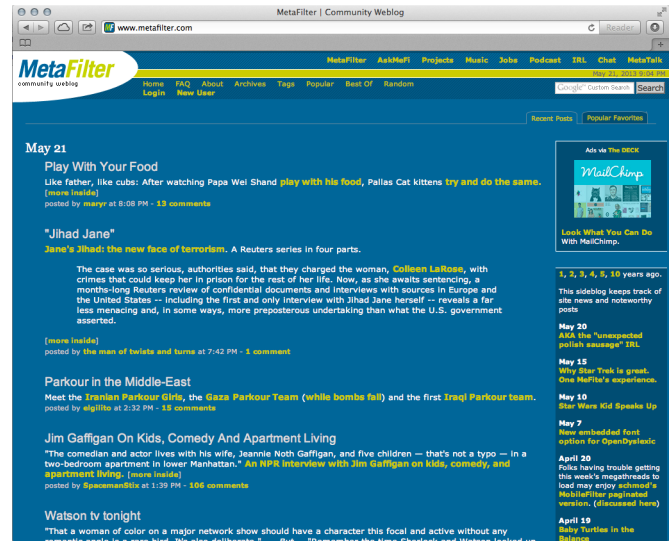 MetaFilter | Community Weblog
www.metafilter.com
Reader
MetaFilter AskMeFi Projects Music Jobs Podcast IRL Chat MetaTalk
MetaFilter
community weblog
May 21, 2013 9:04 PM
Home FAQ About Archives Tags Popular Best Of Random
Login New User
Google™ Custom Search Search
Recent Posts Popular Favorites
May 21
Play With Your Food
Like father, like cubs: After watching Papa Wei Shand play with his food, Pallas Cat kittens try and do the same.
[more inside]
posted by maryr at 8:08 PM - 13 comments
"Jihad Jane"
Jane's Jihad: the new face of terrorism. A Reuters series in four parts.
The case was so serious, authorities said, that they charged the woman, Colleen LaRose, with
crimes that could keep her in prison for the rest of her life. Now, as she awaits sentencing, a
months-long Reuters review of confidential documents and interviews with sources in Europe and
the United States -- including the first and only interview with Jihad Jane herself -- reveals a far
less menacing and, in some ways, more preposterous undertaking than what the U.S. government
asserted.
[more inside]
posted by the man of twists and turns at 7:42 PM - 1 comment
Parkour in the Middle-East
Meet the Iranian Parkour Girls, the Gaza Parkour Team (while bombs fall) and the first Iraqi Parkour team.
posted by elgilito at 2:32 PM - 15 comments
Jim Gaffigan On Kids, Comedy And Apartment Living
"The comedian and actor lives with his wife, Jeannie Noth Gaffigan, and five children — that's not a typo — in a
two-bedroom apartment in lower Manhattan." An NPR interview with Jim Gaffigan on kids, comedy, and
apartment living. [more inside]
posted by SpacemanStix at 1:39 PM - 106 comments
Watson tv tonight
"That a woman of color on a major network show should have a character this focal and active without any
Ads via The DECK
MailChimp
Look What You Can Do
With MailChimp.
1, 2, 3, 4, 5, 10 years ago.
This sideblog keeps track of
site news and noteworthy
posts
May 20
AKA the "unexpected
polish sausage" IRL
May 15
Why Star Trek is great.
One MeFite's experience.
May 10
Star Wars Kid Speaks Up
May 7
New embedded font
option for OpenDyslexic
April 20
Folks having trouble getting
this week's megathreads to
load may enjoy schmod's
MobileFilter paginated
version. (discussed here)
April 19
Baby Turtles in the
Balance